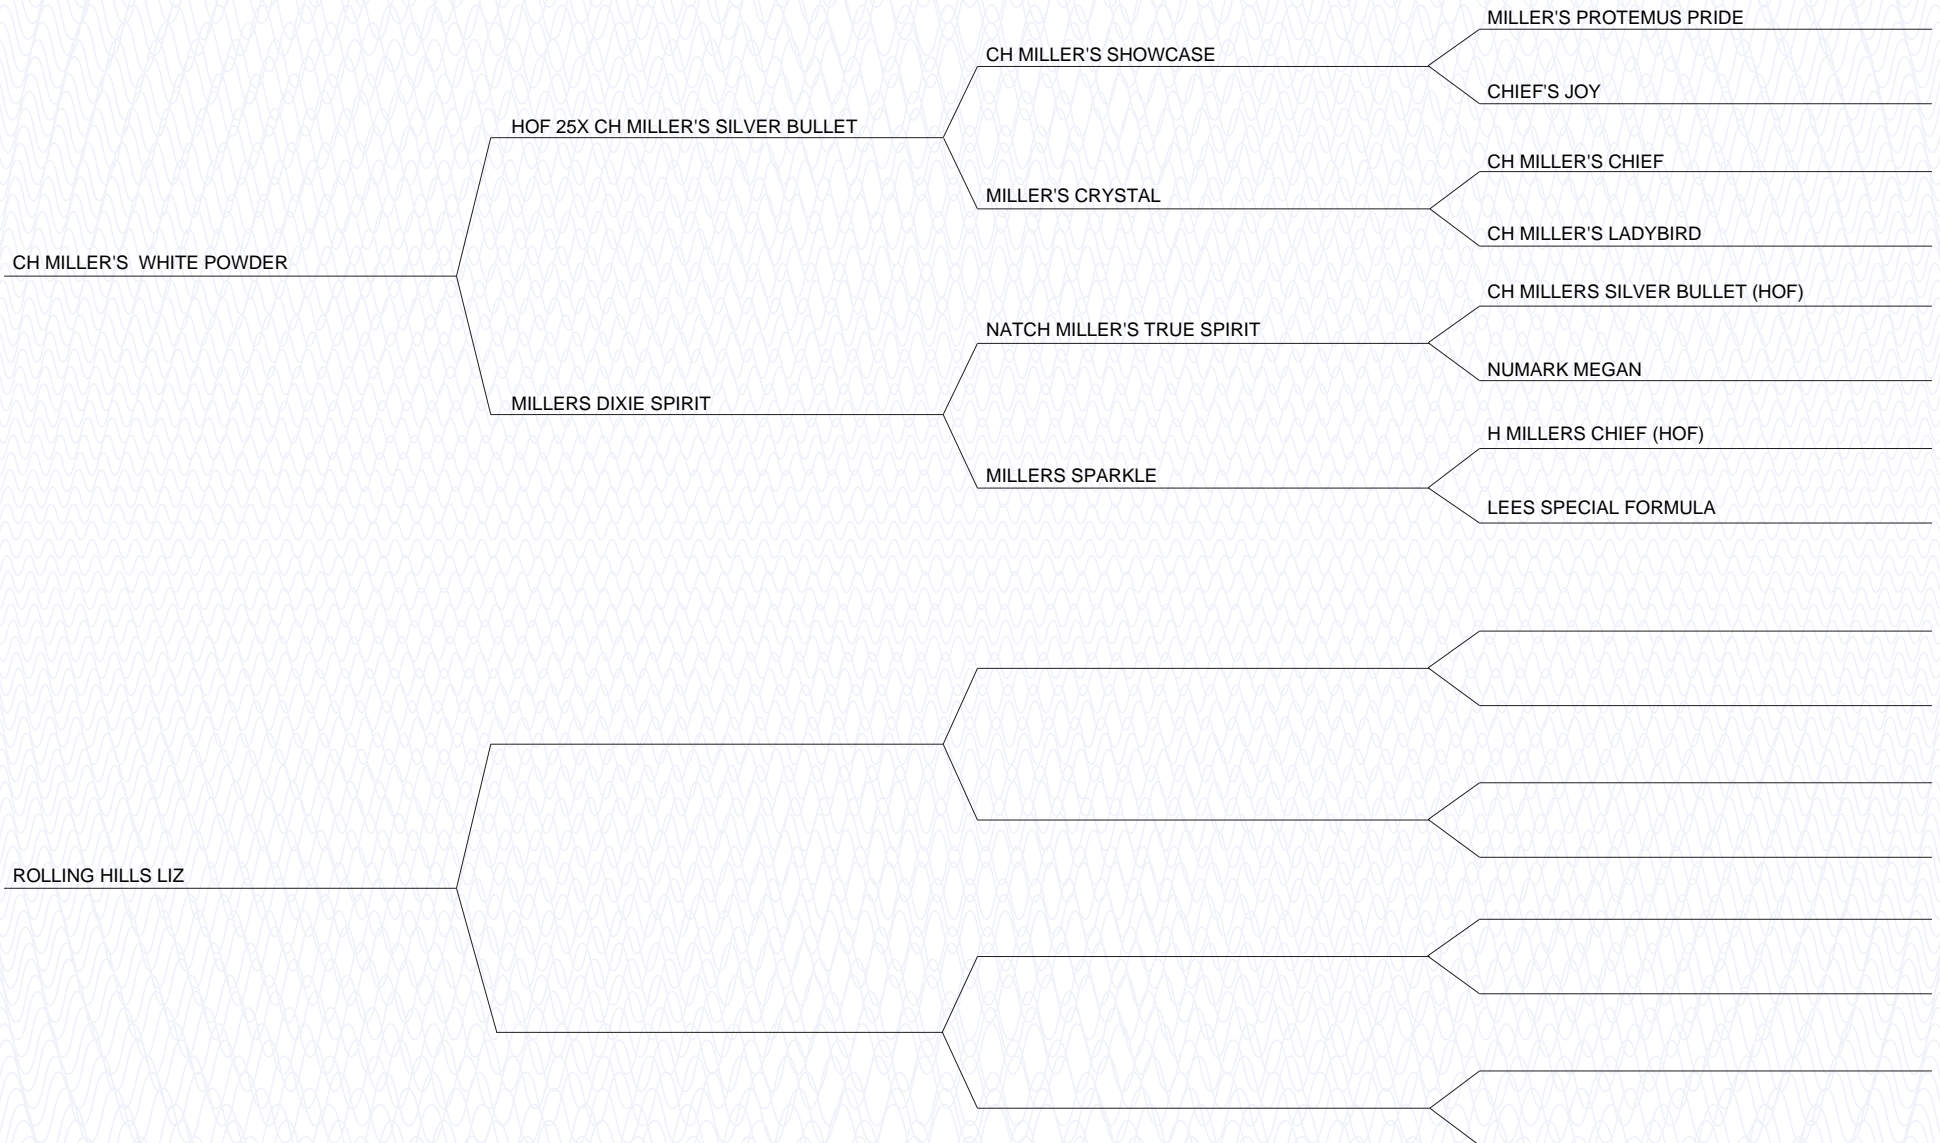 MILLER'S PROTEMUS PRIDE
CH MILLER'S SHOWCASE
CHIEF'S JOY
HOF 25X CH MILLER'S SILVER BULLET
CH MILLER'S CHIEF
MILLER'S CRYSTAL
CH MILLER'S LADYBIRD
CH MILLER'S  WHITE POWDER
CH MILLERS SILVER BULLET (HOF)
NATCH MILLER'S TRUE SPIRIT
NUMARK MEGAN
MILLERS DIXIE SPIRIT
H MILLERS CHIEF (HOF)
MILLERS SPARKLE
LEES SPECIAL FORMULA
ROLLING HILLS LIZ